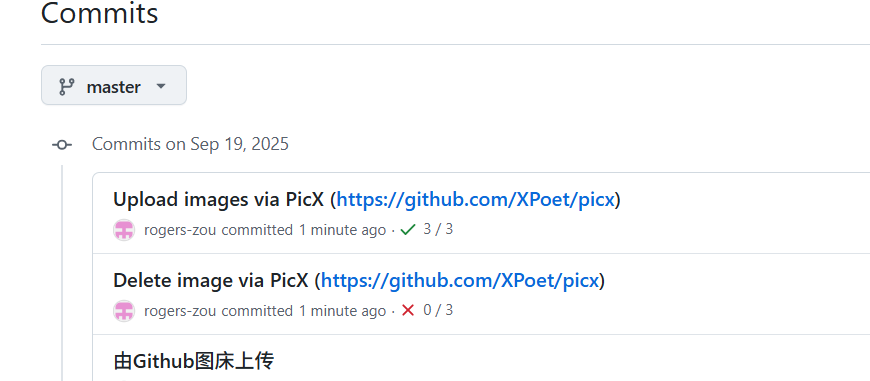 Commits
master
Commits on Sep 19, 2025
Upload images via PicX (https://github.com/XPoet/picx)
rogers-zou committed 1 minute ago · 3 / 3
Delete image via PicX (https://github.com/XPoet/picx)
rogers-zou committed 1 minute ago · 0 / 3
由Github图床上传